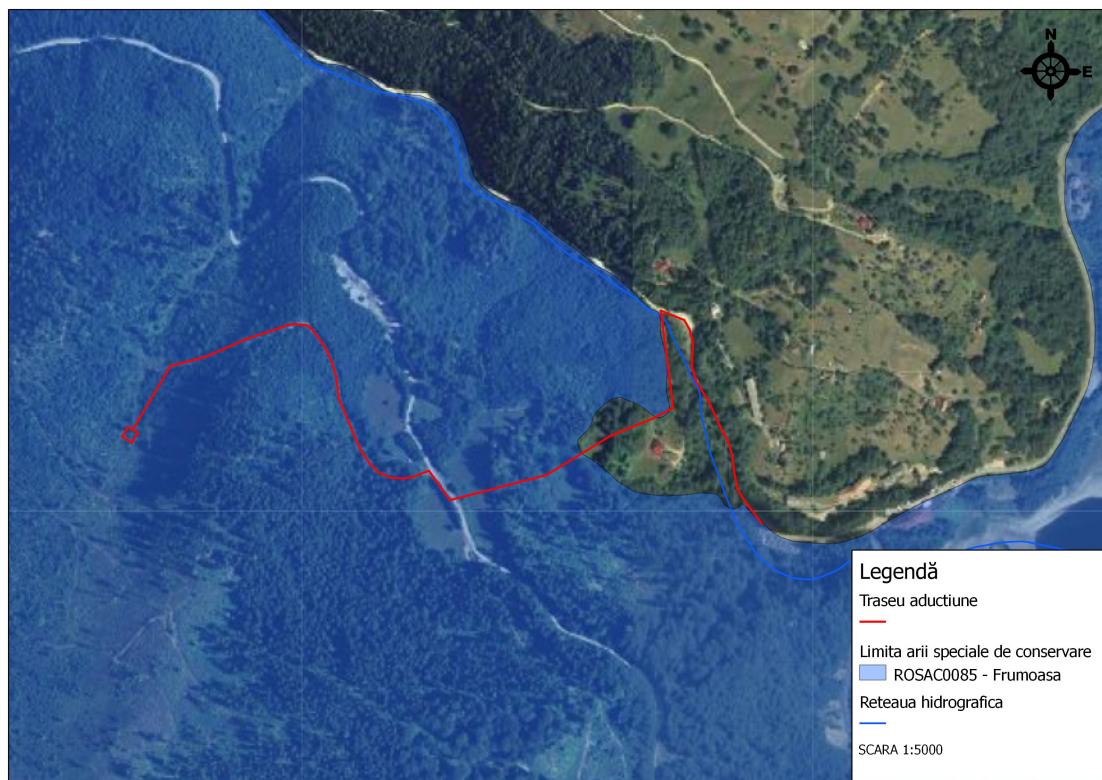 N
E
Legendă
Traseu aductiune
Limita arii speciale de conservare
ROSAC0085 - Frumoasa
Reteaua hidrografica
SCARA 1:5000